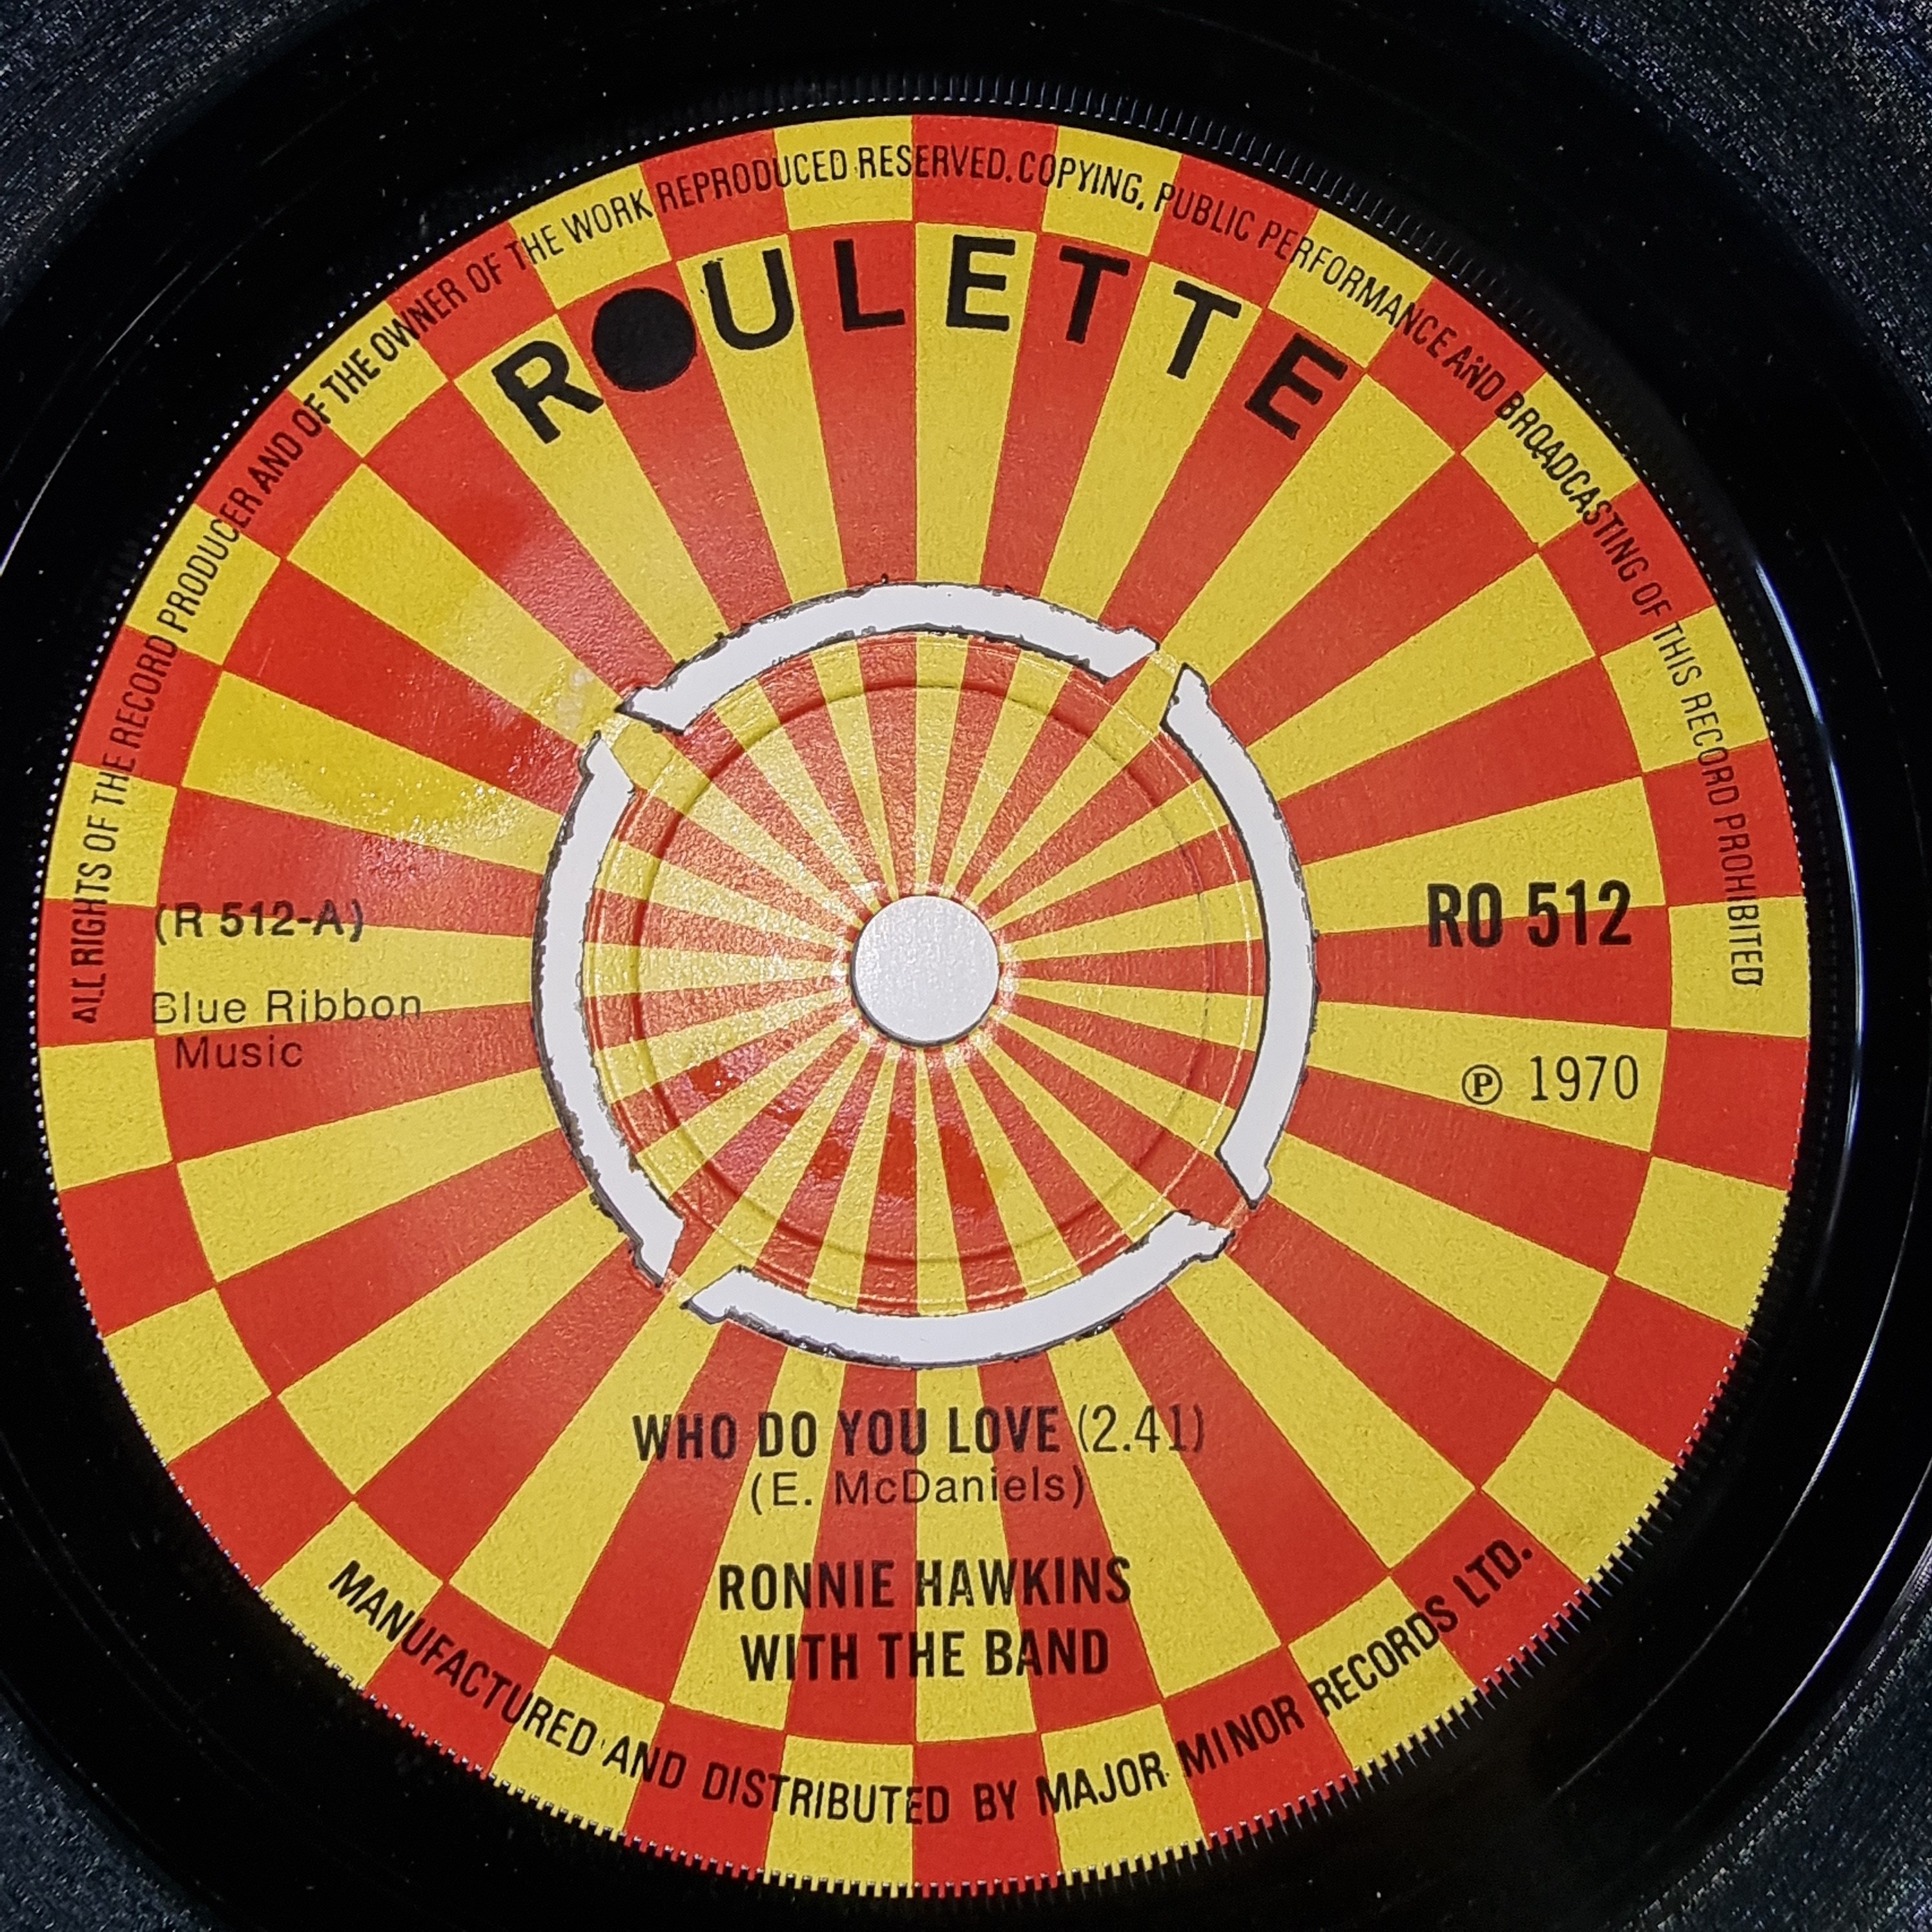 ALL RIGHTS OF THE RECORD PRODUCER AND OF THE OWNER OF THE WORK REPRODUCED RESERVED. COPYING, PUBLIC PERFORMANCE AND BROADCASTING OF THIS RECORD PROHIBITED
ROULETTE
(R 512-A)
Blue Ribbon
Music
RO 512
℗ 1970
WHO DO YOU LOVE (2.41)
(E. McDaniels)
RONNIE HAWKINS
WITH THE BAND
MANUFACTURED AND DISTRIBUTED BY MAJOR MINOR RECORDS LTD.